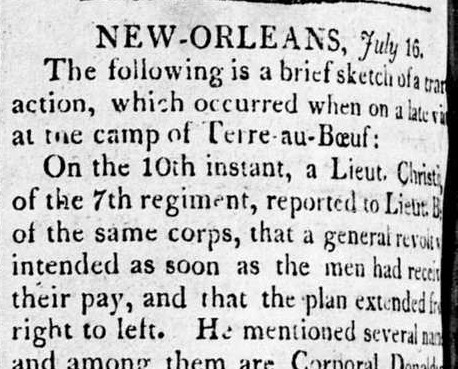 NEW-ORLEANS, July 16.
The following is a brief sketch of a
action, which occurred when on a late
at the camp of Terre-au-Bœuf:
On the 10th instant, a Lieut.
of the 7th regiment, reported to Lieut. B
of the same corps, that a general
intended as soon as the men had
their pay, and that the plan extended
right to left. He mentioned several
and among them are Corporal